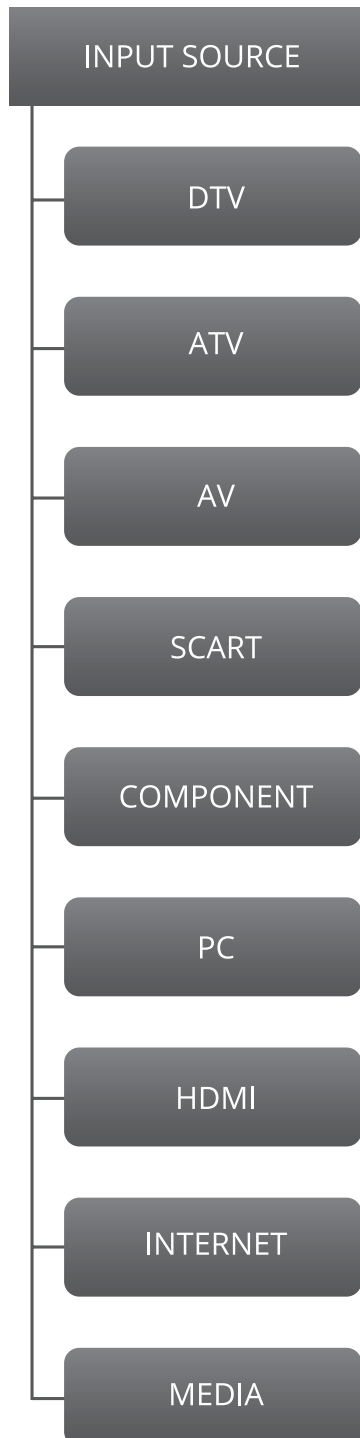 INPUT SOURCE
DTV
ATV
AV
SCART
COMPONENT
PC
HDMI
INTERNET
MEDIA